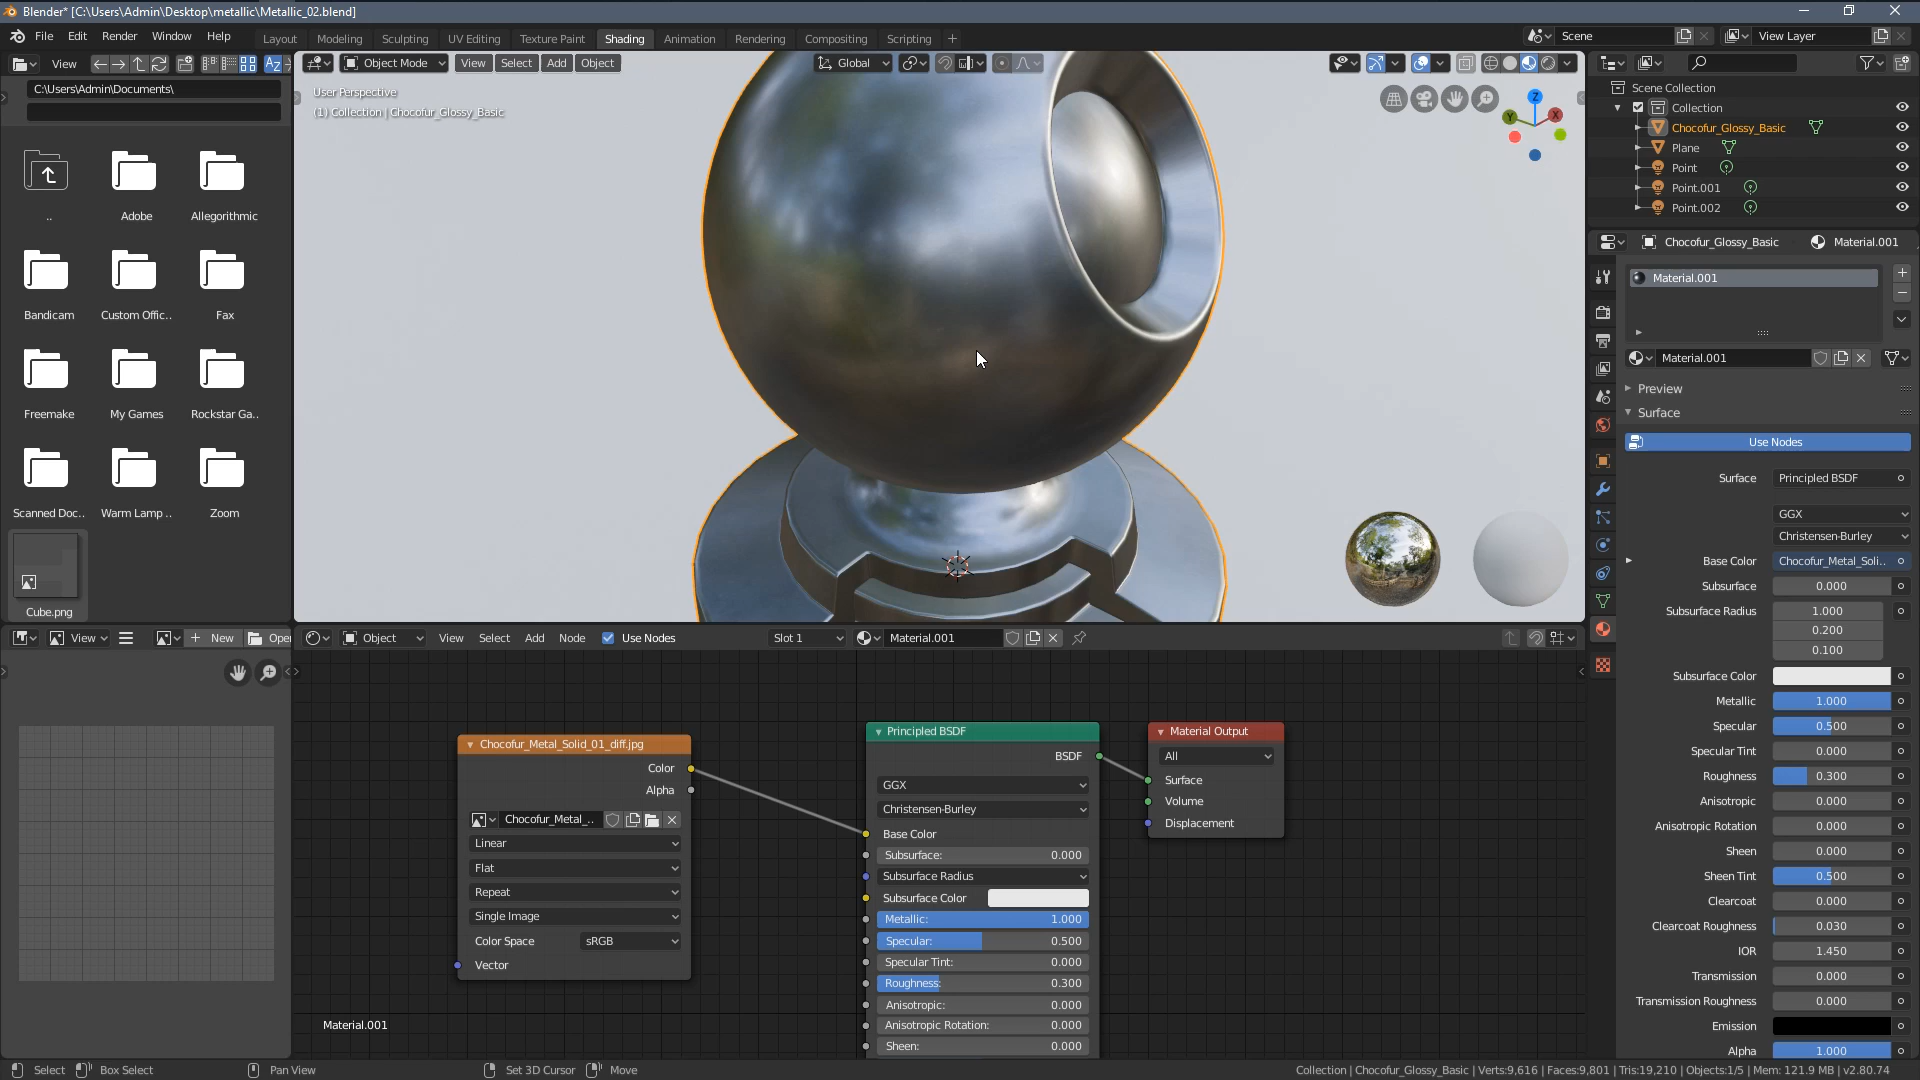 Blender* [C:\Users\Admin\Desktop\metallic\Metallic_02.blend]
File Edit Render Window Help
Layout Modeling Sculpting UV Editing Texture Paint Shading Animation Rendering Compositing Scripting +
Scene
View Layer
View
Object Mode
View Select Add Object
Global
C:\Users\Admin\Documents\
User Perspective
(1) Collection | Chocofur_Glossy_Basic
Z
Y
X
..
Adobe
Allegorithmic
Bandicam
Custom Offic..
Fax
Freemake
My Games
Rockstar Ga..
Scanned Doc..
Warm Lamp ..
Zoom
Cube.png
Scene Collection
Collection
Chocofur_Glossy_Basic
Plane
Point
Point.001
Point.002
Chocofur_Glossy_Basic
Material.001
Material.001
Material.001
Preview
Surface
Use Nodes
Surface Principled BSDF
GGX
Christensen-Burley
Base Color Chocofur_Metal_Soli..
Subsurface 0.000
Subsurface Radius 1.000
0.200
0.100
Subsurface Color
Metallic 1.000
Specular 0.500
Specular Tint 0.000
Roughness 0.300
Anisotropic 0.000
Anisotropic Rotation 0.000
Sheen 0.000
Sheen Tint 0.500
Clearcoat 0.000
Clearcoat Roughness 0.030
IOR 1.450
Transmission 0.000
Transmission Roughness 0.000
Emission
Alpha 1.000
View
New
Open
Object
View Select Add Node Use Nodes
Slot 1
Material.001
Chocofur_Metal_Solid_01_diff.jpg
Color
Alpha
Chocofur_Metal_..
Linear
Flat
Repeat
Single Image
Color Space sRGB
Vector
Principled BSDF
BSDF
GGX
Christensen-Burley
Base Color
Subsurface: 0.000
Subsurface Radius
Subsurface Color
Metallic: 1.000
Specular: 0.500
Specular Tint: 0.000
Roughness: 0.300
Anisotropic: 0.000
Anisotropic Rotation: 0.000
Sheen: 0.000
Material Output
All
Surface
Volume
Displacement
Material.001
Select
Box Select
Pan View
Set 3D Cursor
Move
Collection | Chocofur_Glossy_Basic | Verts:9,616 | Faces:9,801 | Tris:19,210 | Objects:1/5 | Mem: 121.9 MB | v2.80.74